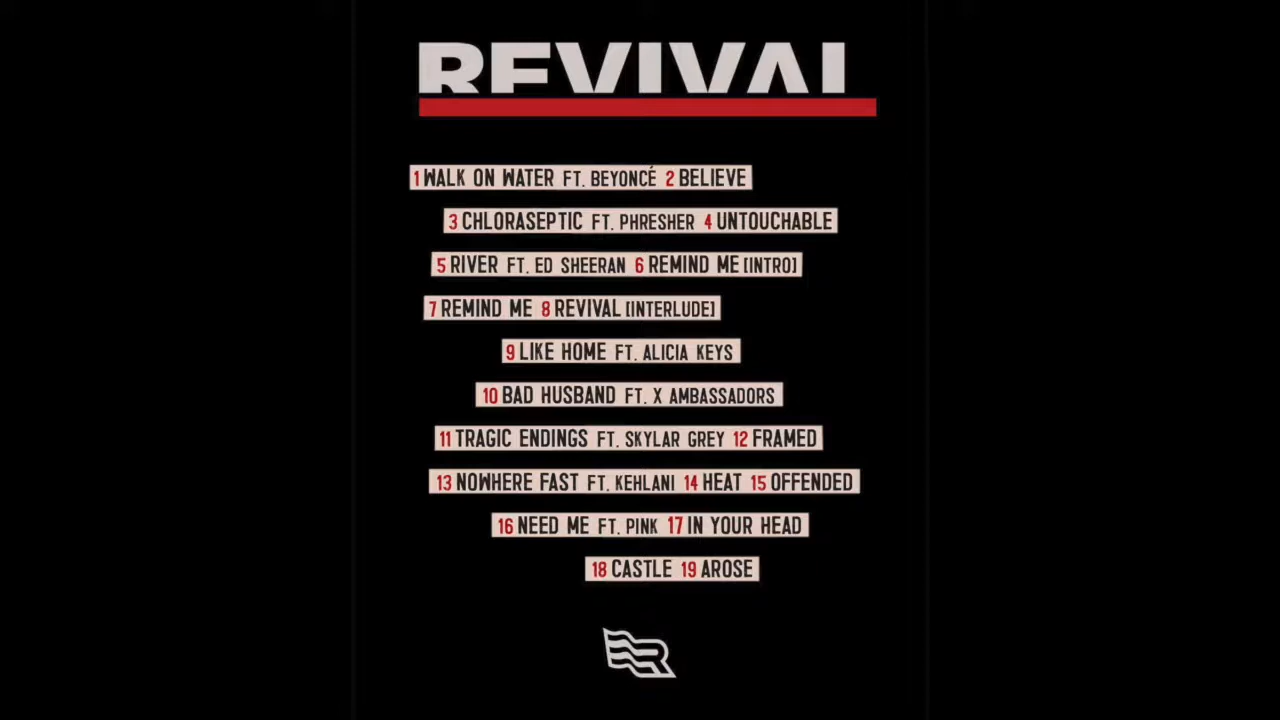 REVIVAL
1 WALK ON WATER FT. BEYONCÉ 2 BELIEVE
3 CHLORASEPTIC FT. PHRESHER 4 UNTOUCHABLE
5 RIVER FT. ED SHEERAN 6 REMIND ME [INTRO]
7 REMIND ME 8 REVIVAL [INTERLUDE]
9 LIKE HOME FT. ALICIA KEYS
10 BAD HUSBAND FT. X AMBASSADORS
11 TRAGIC ENDINGS FT. SKYLAR GREY 12 FRAMED
13 NOWHERE FAST FT. KEHLANI 14 HEAT 15 OFFENDED
16 NEED ME FT. PINK 17 IN YOUR HEAD
18 CASTLE 19 AROSE
R